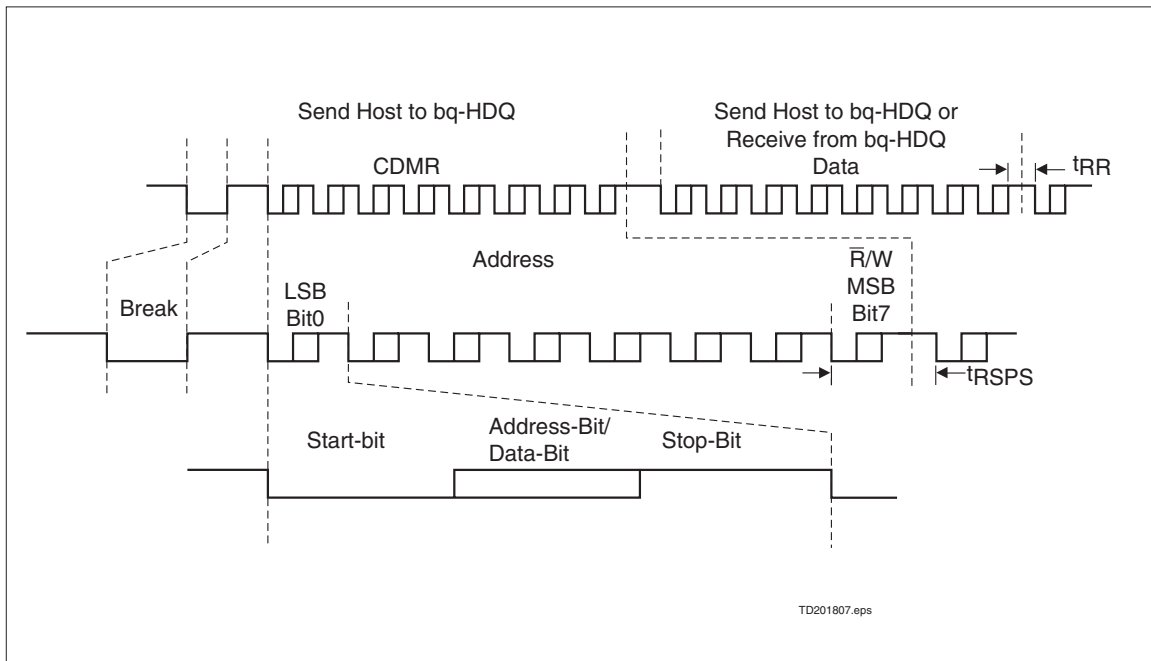 Send Host to bq-HDQ
Send Host to bq-HDQ or
Receive from bq-HDQ
CDMR
Data
tRR
Address
R̅/W
MSB
Bit7
LSB
Bit0
Break
tRSPS
Start-bit
Address-Bit/
Data-Bit
Stop-Bit
TD201807.eps